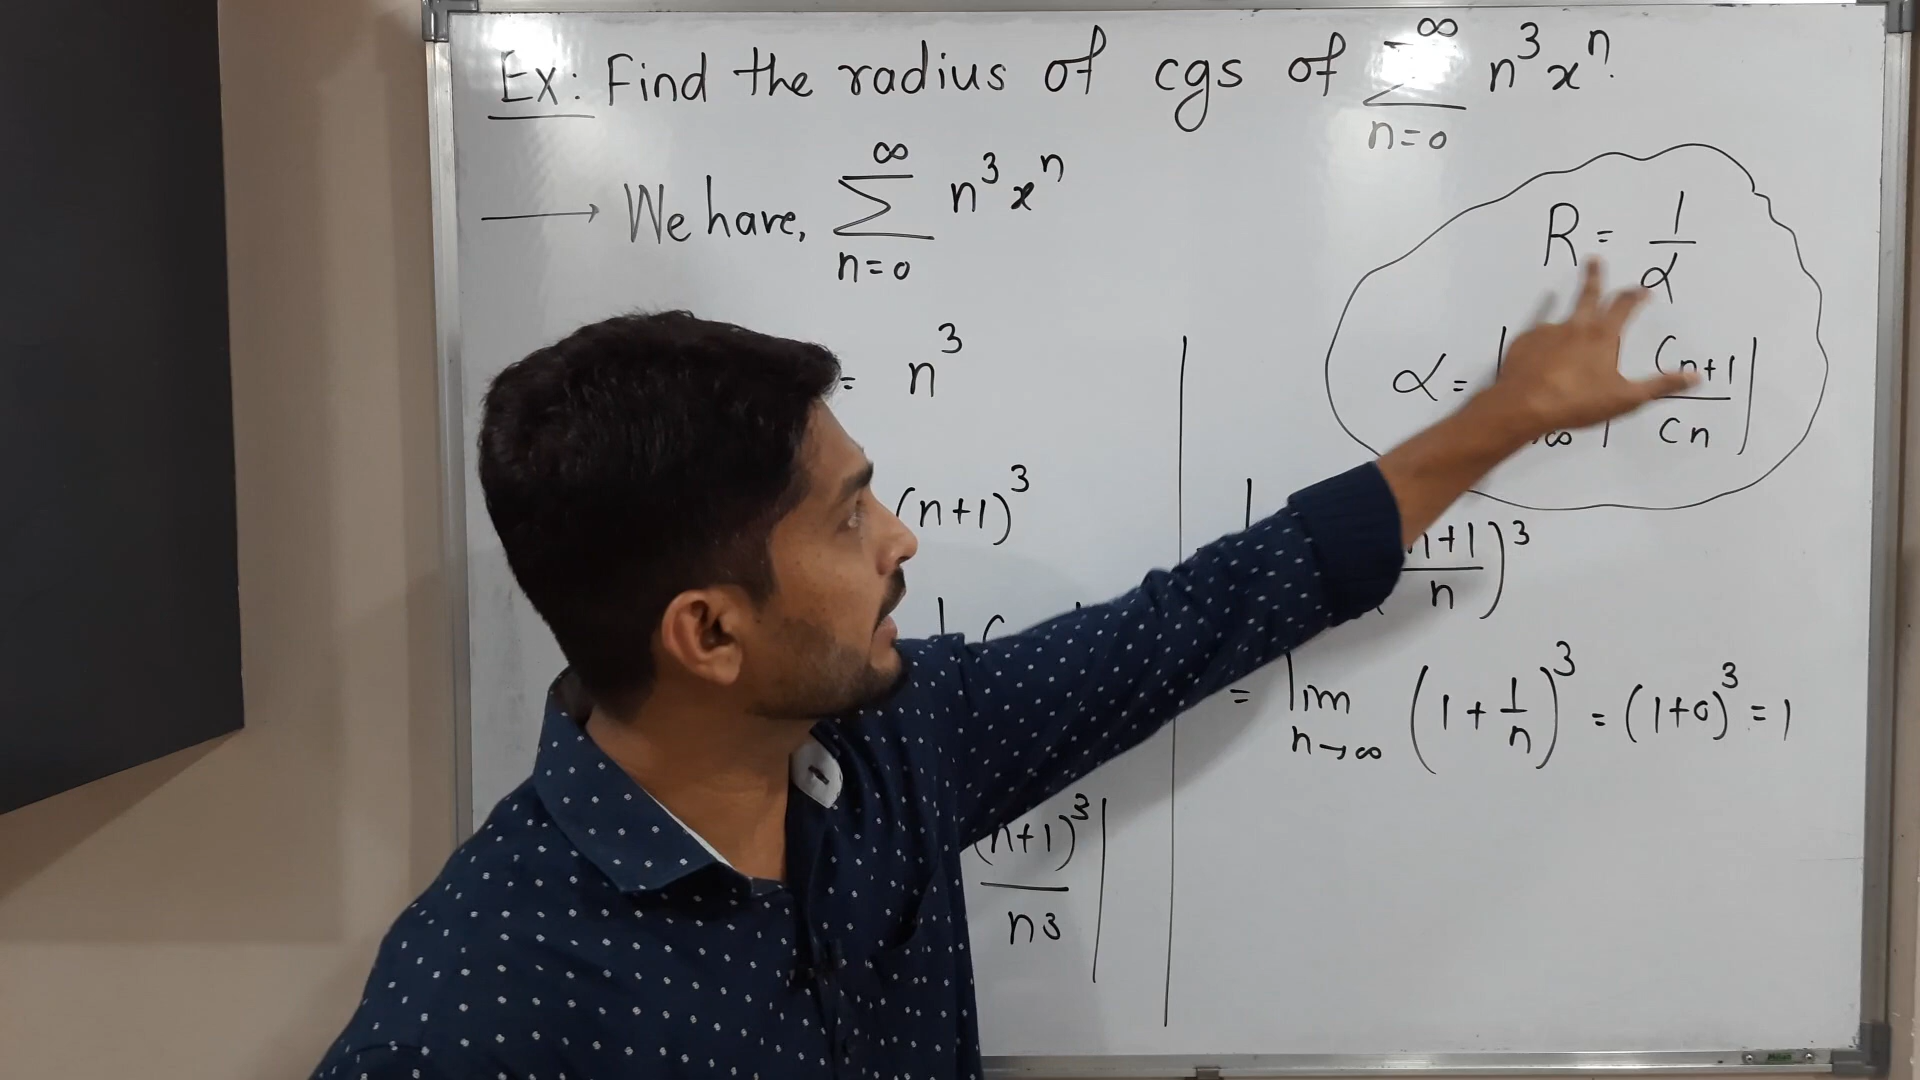 Ex: Find the radius of cgs of ∞ Σ n=0 n³xⁿ.
→ We have, ∞ Σ n=0 n³xⁿ
= n³
(n+1)³
(n+1)³ / n3
R = 1/α
α = | Cn+1 / Cn |
∞
n+1 / n )³
= lim n→∞ (1 + 1/n)³ = (1+0)³ = 1